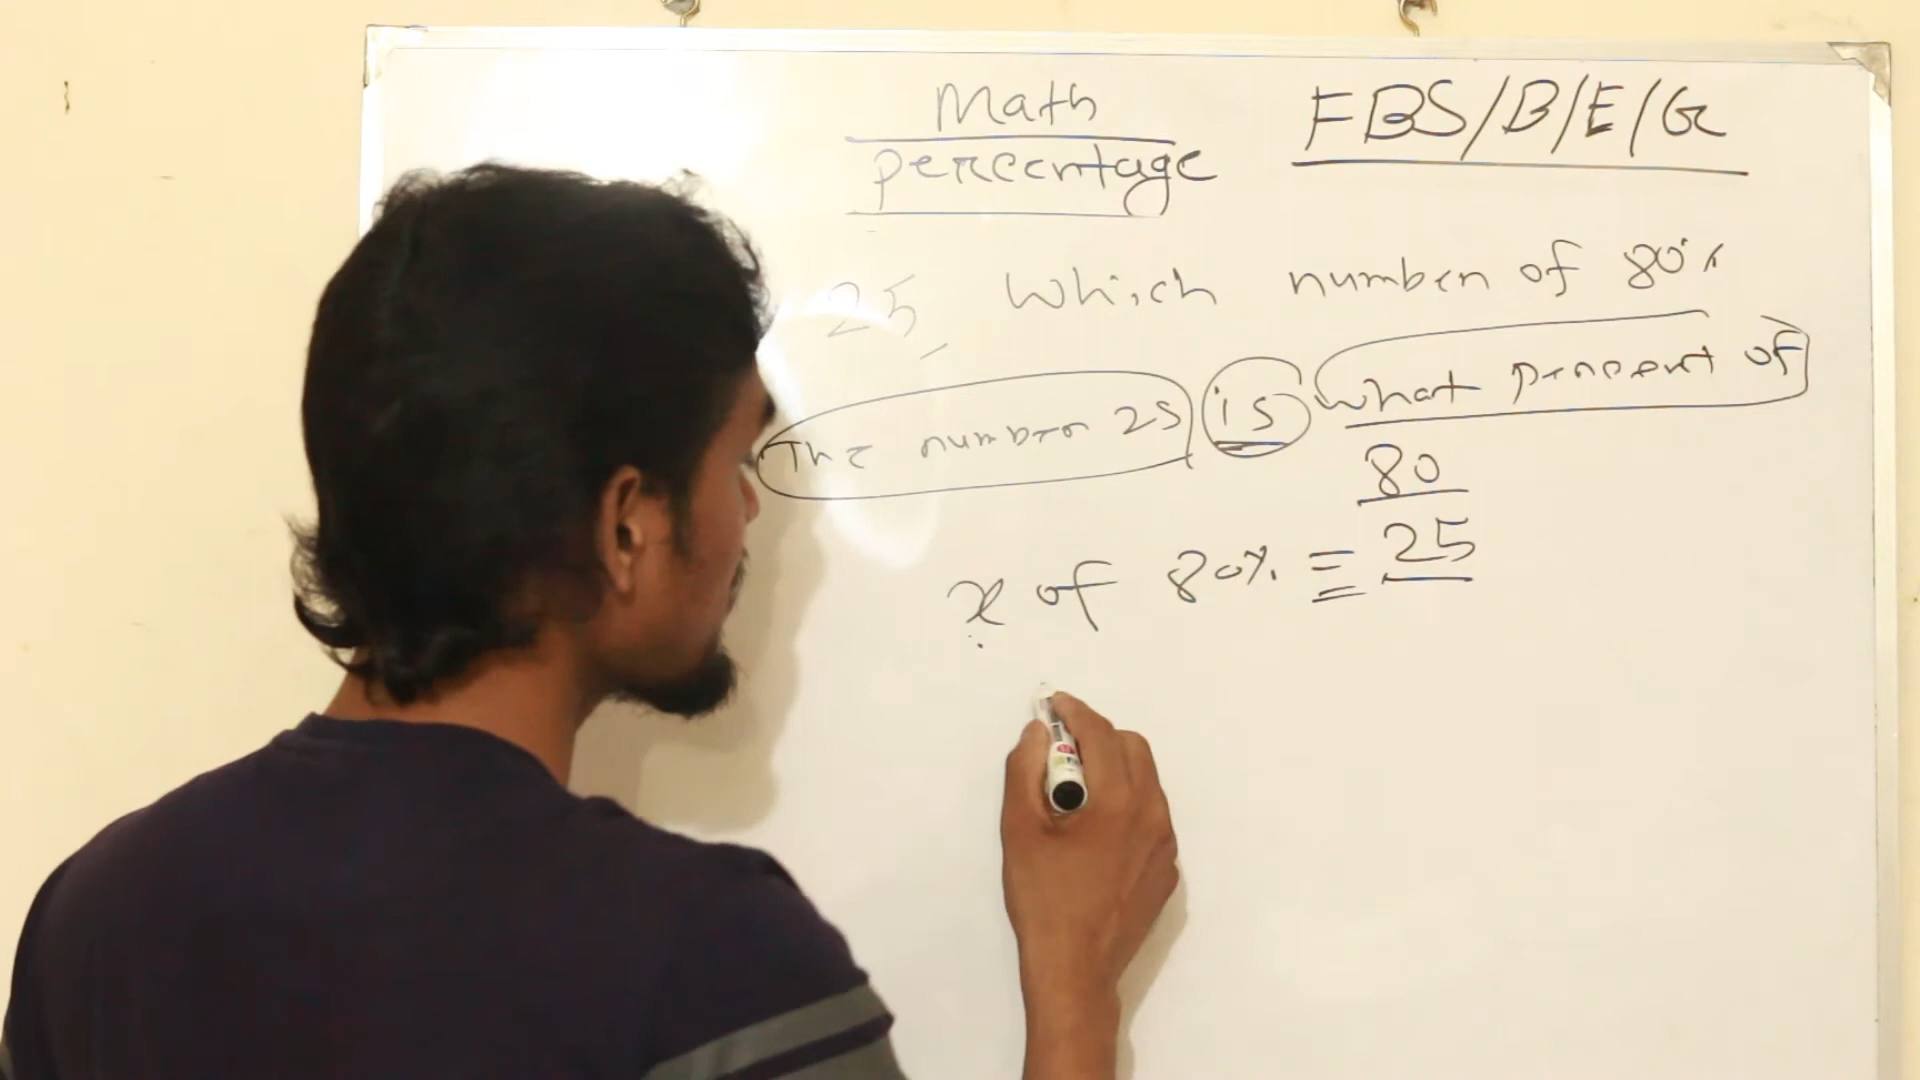 Math
percentage
FBS/B/E/G
25, which number of 80%
The number 25 is what percent of
80
x of 80% = 25